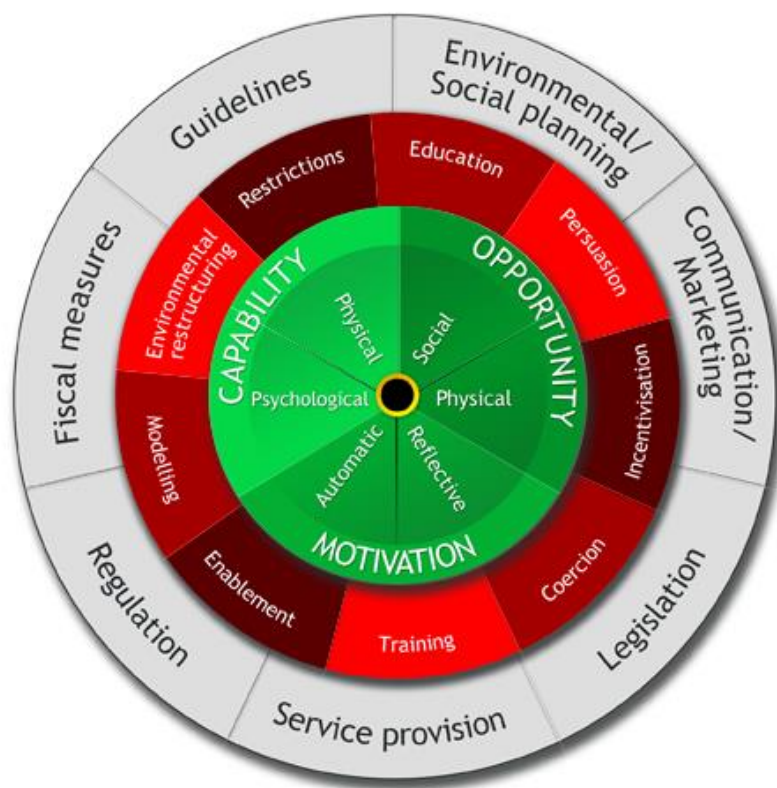 Environmental/
Social planning
Communication/
Marketing
Legislation
Service provision
Regulation
Fiscal measures
Guidelines
Education
Persuasion
Incentivisation
Coercion
Training
Enablement
Modelling
Environmental
restructuring
Restrictions
CAPABILITY
OPPORTUNITY
MOTIVATION
Physical
Social
Psychological
Physical
Automatic
Reflective